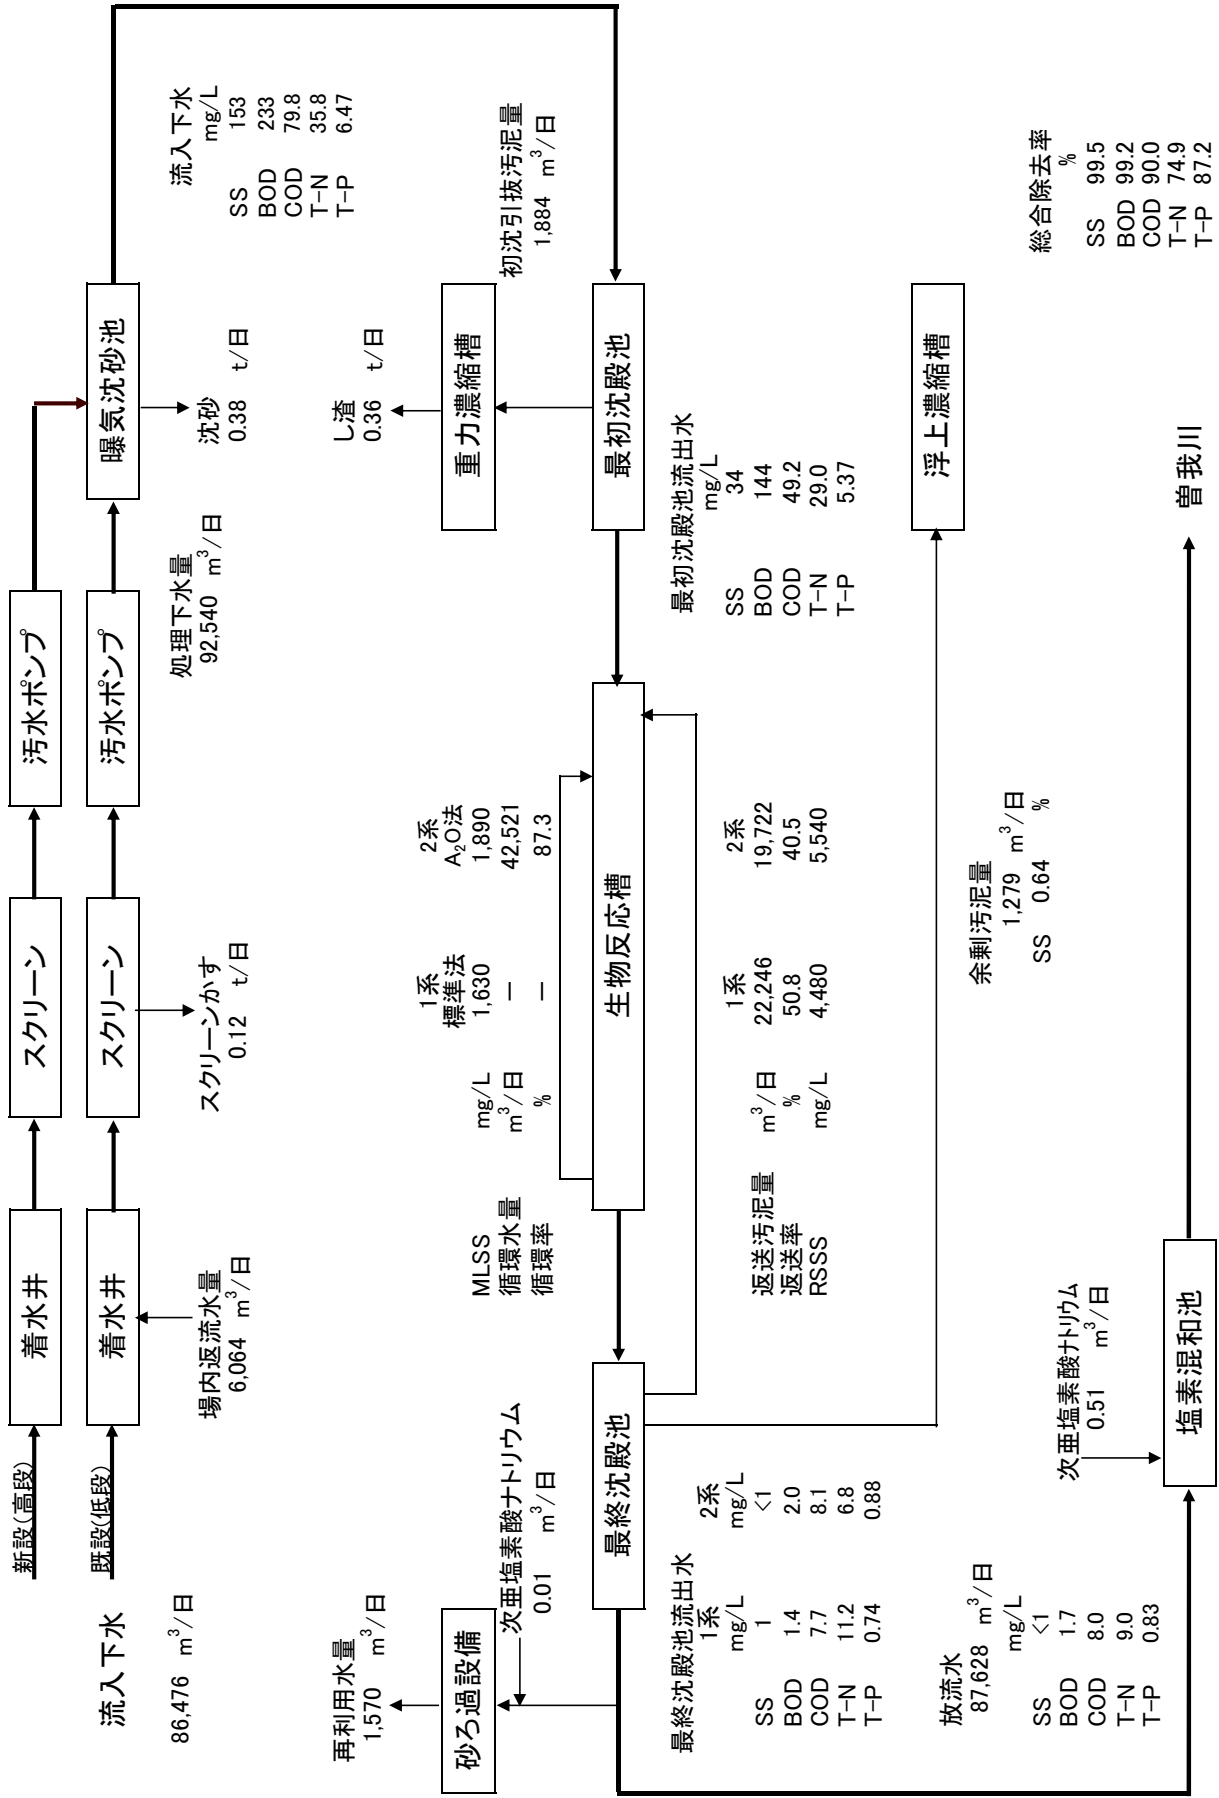 新設(高段)
着水井
スクリーン
汚水ポンプ
流入下水
86,476 m³/日
既設(低段)
着水井
スクリーン
汚水ポンプ
曝気沈砂池
場内返流水量
6,064 m³/日
スクリーンかす
0.12 t/日
処理下水量
92,540 m³/日
沈砂
0.38 t/日
流入下水
mg/L
SS 153
BOD 233
COD 79.8
T-N 35.8
T-P 6.47
再利用水量
1,570 m³/日
砂ろ過設備
次亜塩素酸ナトリウム
0.01 m³/日
し渣
0.36 t/日
重力濃縮槽
初沈引抜汚泥量
1,884 m³/日
1系 2系
標準法 A₂O法
MLSS mg/L 1,630 1,890
循環水量 m³/日 − 42,521
循環率 % − 87.3
最終沈殿池
生物反応槽
最初沈殿池
最終沈殿池流出水
1系 2系
mg/L mg/L
SS 1 <1
BOD 1.4 2.0
COD 7.7 8.1
T-N 11.2 6.8
T-P 0.74 0.88
1系 2系
返送汚泥量 m³/日 22,246 19,722
返送率 % 50.8 40.5
RSSS mg/L 4,480 5,540
最初沈殿池流出水
mg/L
SS 34
BOD 144
COD 49.2
T-N 29.0
T-P 5.37
浮上濃縮槽
余剰汚泥量
1,279 m³/日
SS 0.64 %
放流水
87,628 m³/日
mg/L
SS <1
BOD 1.7
COD 8.0
T-N 9.0
T-P 0.83
次亜塩素酸ナトリウム
0.51 m³/日
塩素混和池
曽我川
総合除去率
%
SS 99.5
BOD 99.2
COD 90.0
T-N 74.9
T-P 87.2